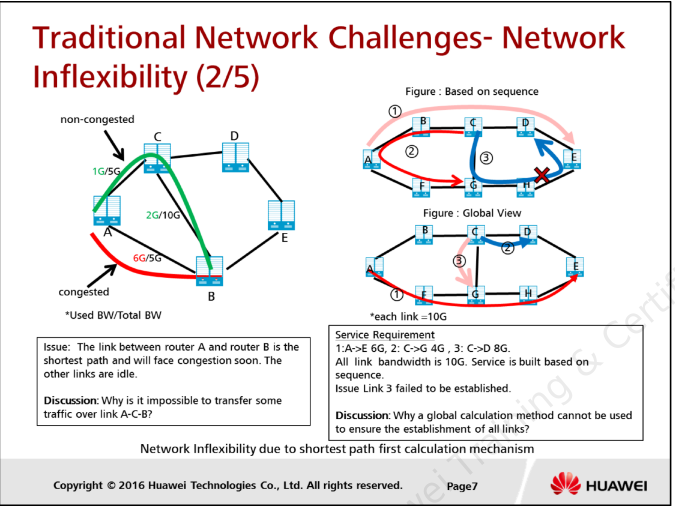 Traditional Network Challenges- Network
Inflexibility (2/5)
non-congested
C
D
1G/5G
2G/10G
A
E
6G/5G
B
congested
*Used BW/Total BW
Figure : Based on sequence
1
B
C
D
2
3
A
E
F
G
H
Figure : Global View
B
C
D
2
3
A
E
1
F
G
H
*each link =10G
Issue: The link between router A and router B is the
shortest path and will face congestion soon. The
other links are idle.
Discussion: Why is it impossible to transfer some
traffic over link A-C-B?
Service Requirement
1:A->E 6G, 2: C->G 4G , 3: C->D 8G.
All link bandwidth is 10G. Service is built based on
sequence.
Issue Link 3 failed to be established.
Discussion: Why a global calculation method cannot be used
to ensure the establishment of all links?
Network Inflexibility due to shortest path first calculation mechanism
Copyright © 2016 Huawei Technologies Co., Ltd. All rights reserved.
Page7
HUAWEI